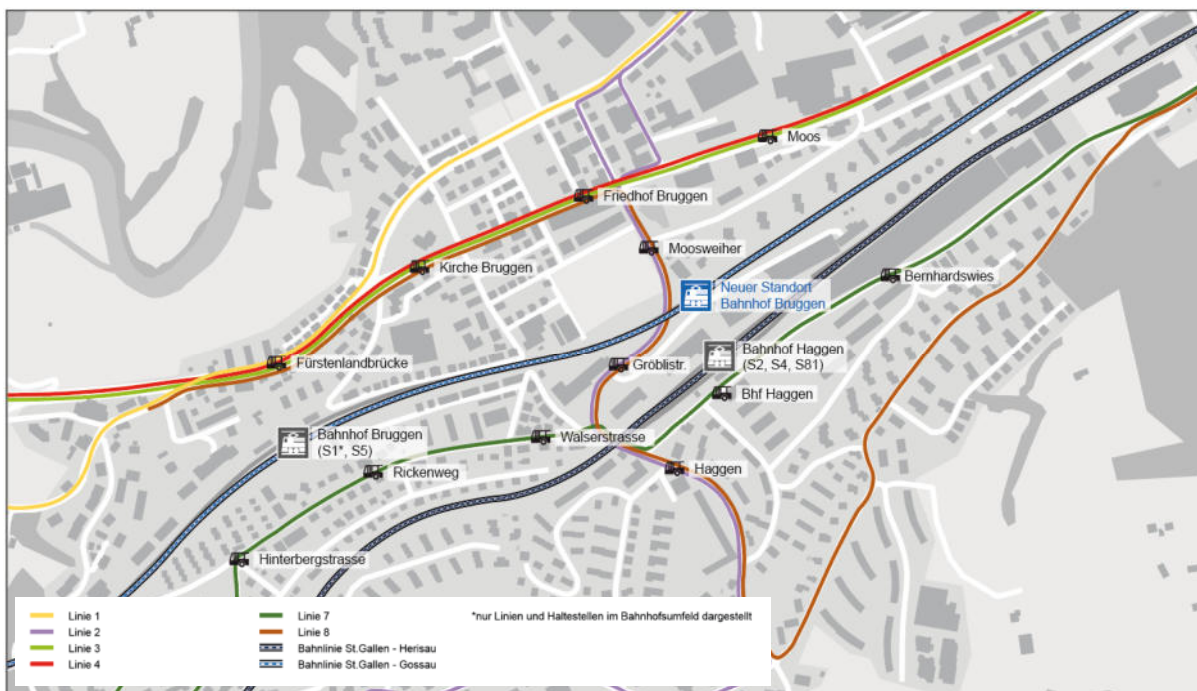 Moos
Friedhof Bruggen
Moosweiher
Kirche Bruggen
Bernhardswies
Neuer Standort
Bahnhof Bruggen
Fürstenlandbrücke
Gröblistr.
Bahnhof Haggen
(S2, S4, S81)
Bhf Haggen
Bahnhof Bruggen
(S1*, S5)
Walserstrasse
Rickenweg
Haggen
Hinterbergstrasse
Linie 1
Linie 2
Linie 3
Linie 4
Linie 7
Linie 8
Bahnlinie St.Gallen - Herisau
Bahnlinie St.Gallen - Gossau
*nur Linien und Haltestellen im Bahnhofsumfeld dargestellt